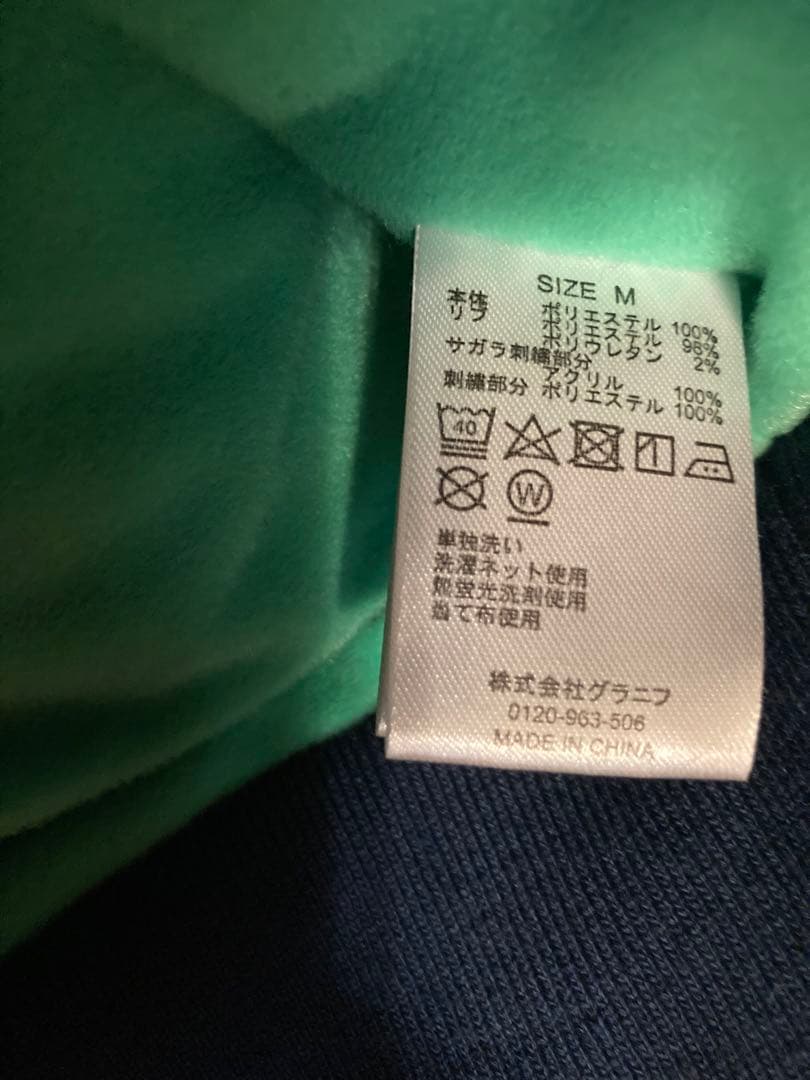 SIZE M
本体 ポリエステル 100%
リブ ポリエステル 98%
ポリウレタン 2%
サガラ刺繍部分
アクリル 100%
刺繍部分 ポリエステル 100%
40
W
単独洗い
洗濯ネット使用
無蛍光洗剤使用
当て布使用
株式会社グラニフ
0120-963-506
MADE IN CHINA